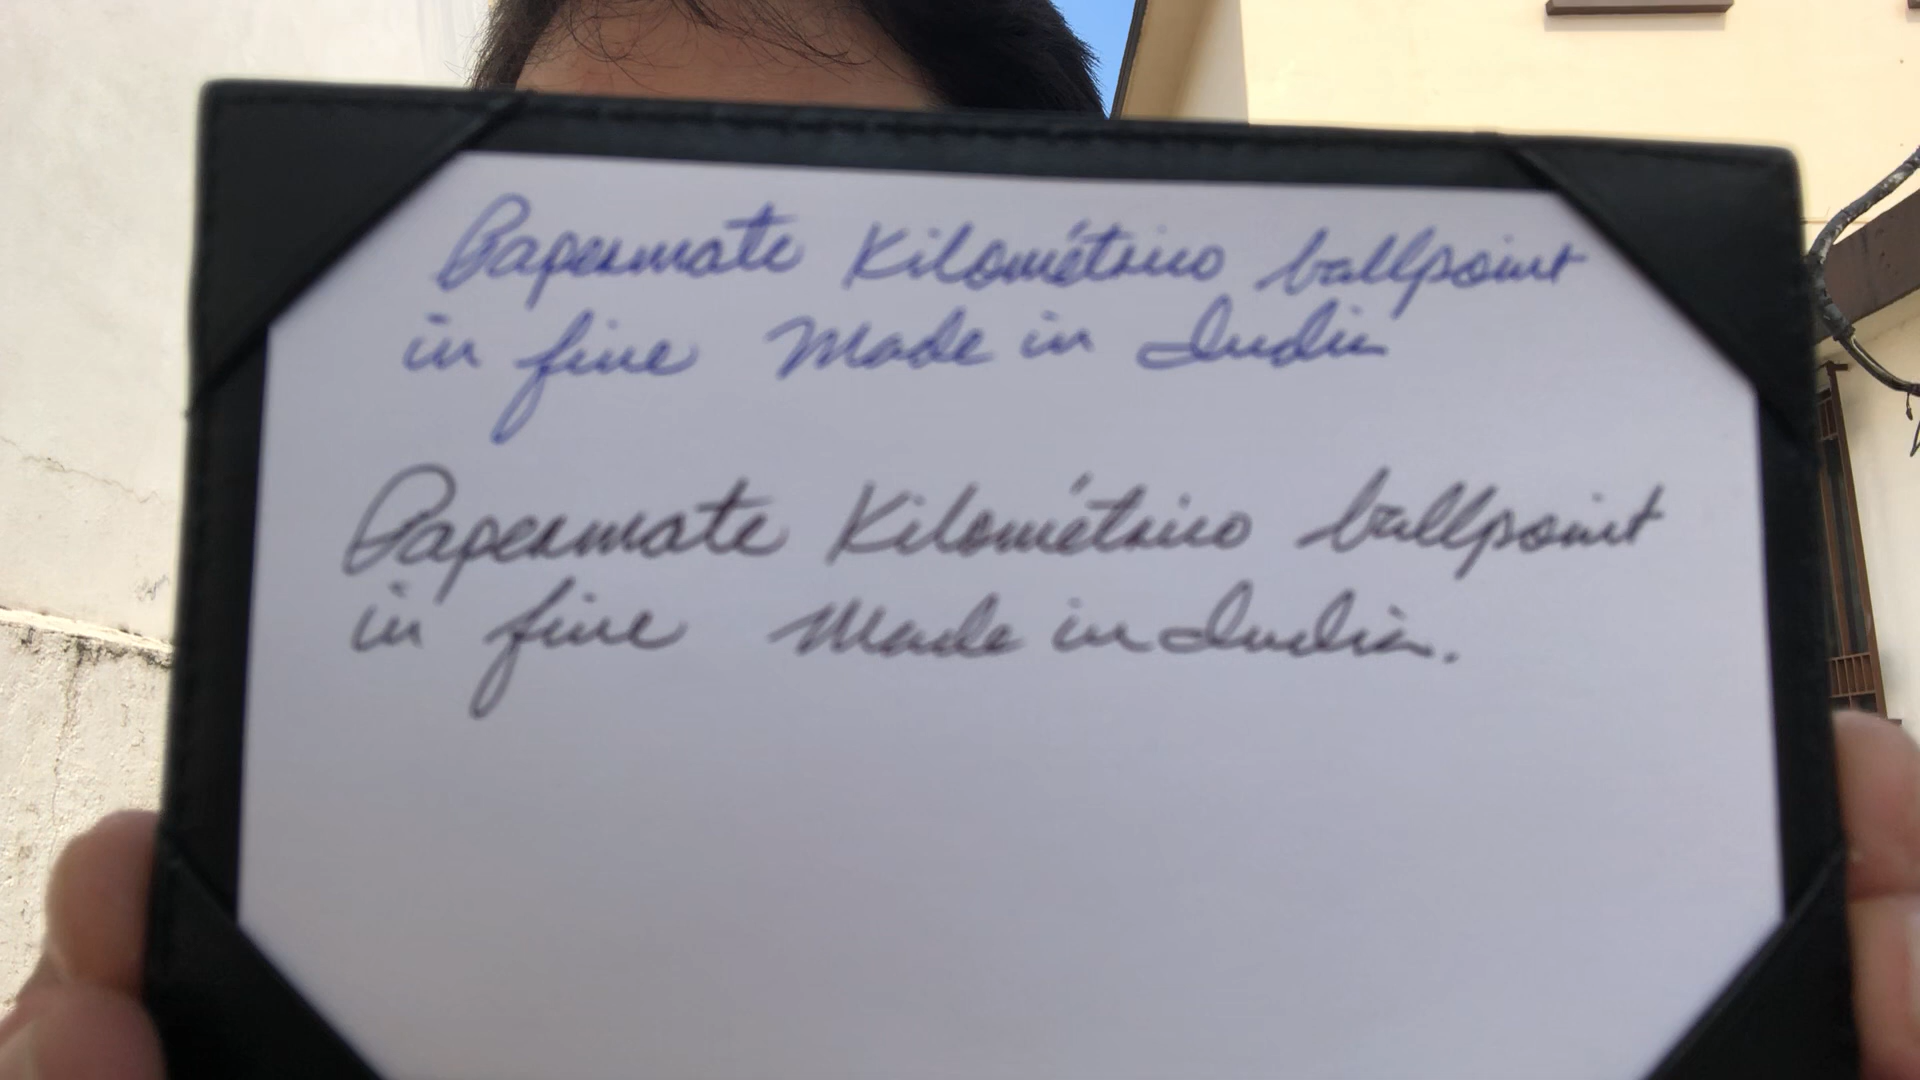 Papermate Kilométrico ballpoint
in fine Made in India
Papermate Kilométrico ballpoint
in fine Made in India.